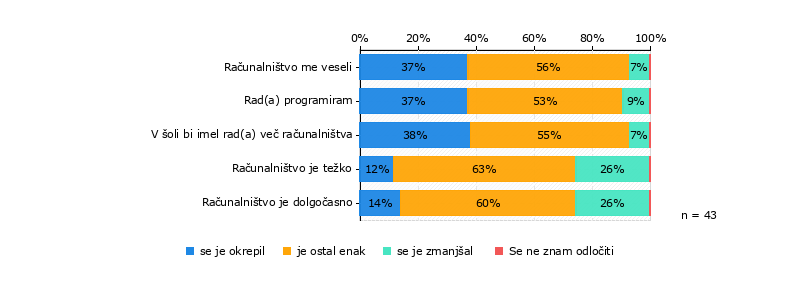 0% 20% 40% 60% 80% 100%
Računalništvo me veseli 37% 56% 7%
Rad(a) programiram 37% 53% 9%
V šoli bi imel rad(a) več računalništva 38% 55% 7%
Računalništvo je težko 12% 63% 26%
Računalništvo je dolgočasno 14% 60% 26%
n = 43
se je okrepil je ostal enak se je zmanjšal Se ne znam odločiti